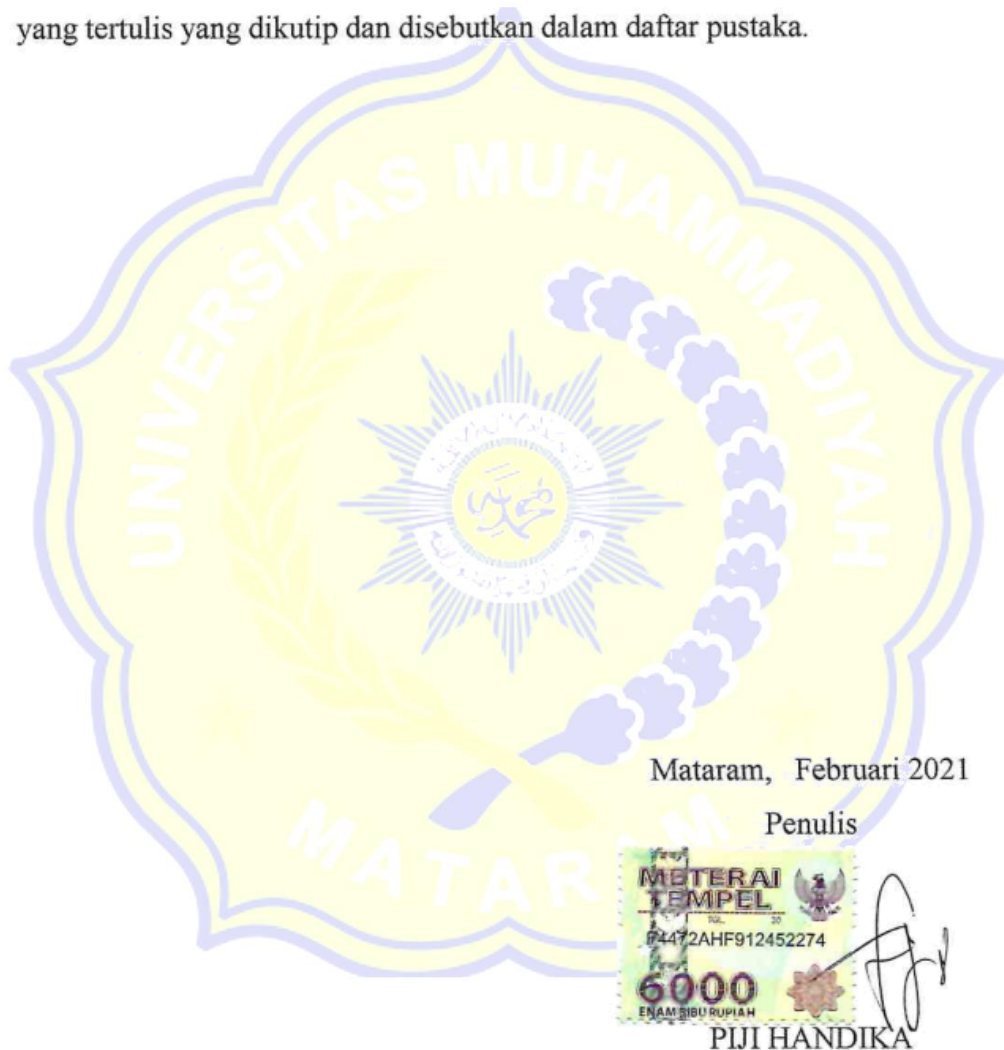 yang tertulis yang dikutip dan disebutkan dalam daftar pustaka.
UNIVERSITAS MUHAMMADIYAH
MATARAM
Mataram, Februari 2021
Penulis
METERAI
TEMPEL
TGL. 20
F4472AHF912452274
6000
ENAM RIBU RUPIAH
PIJI HANDIKA